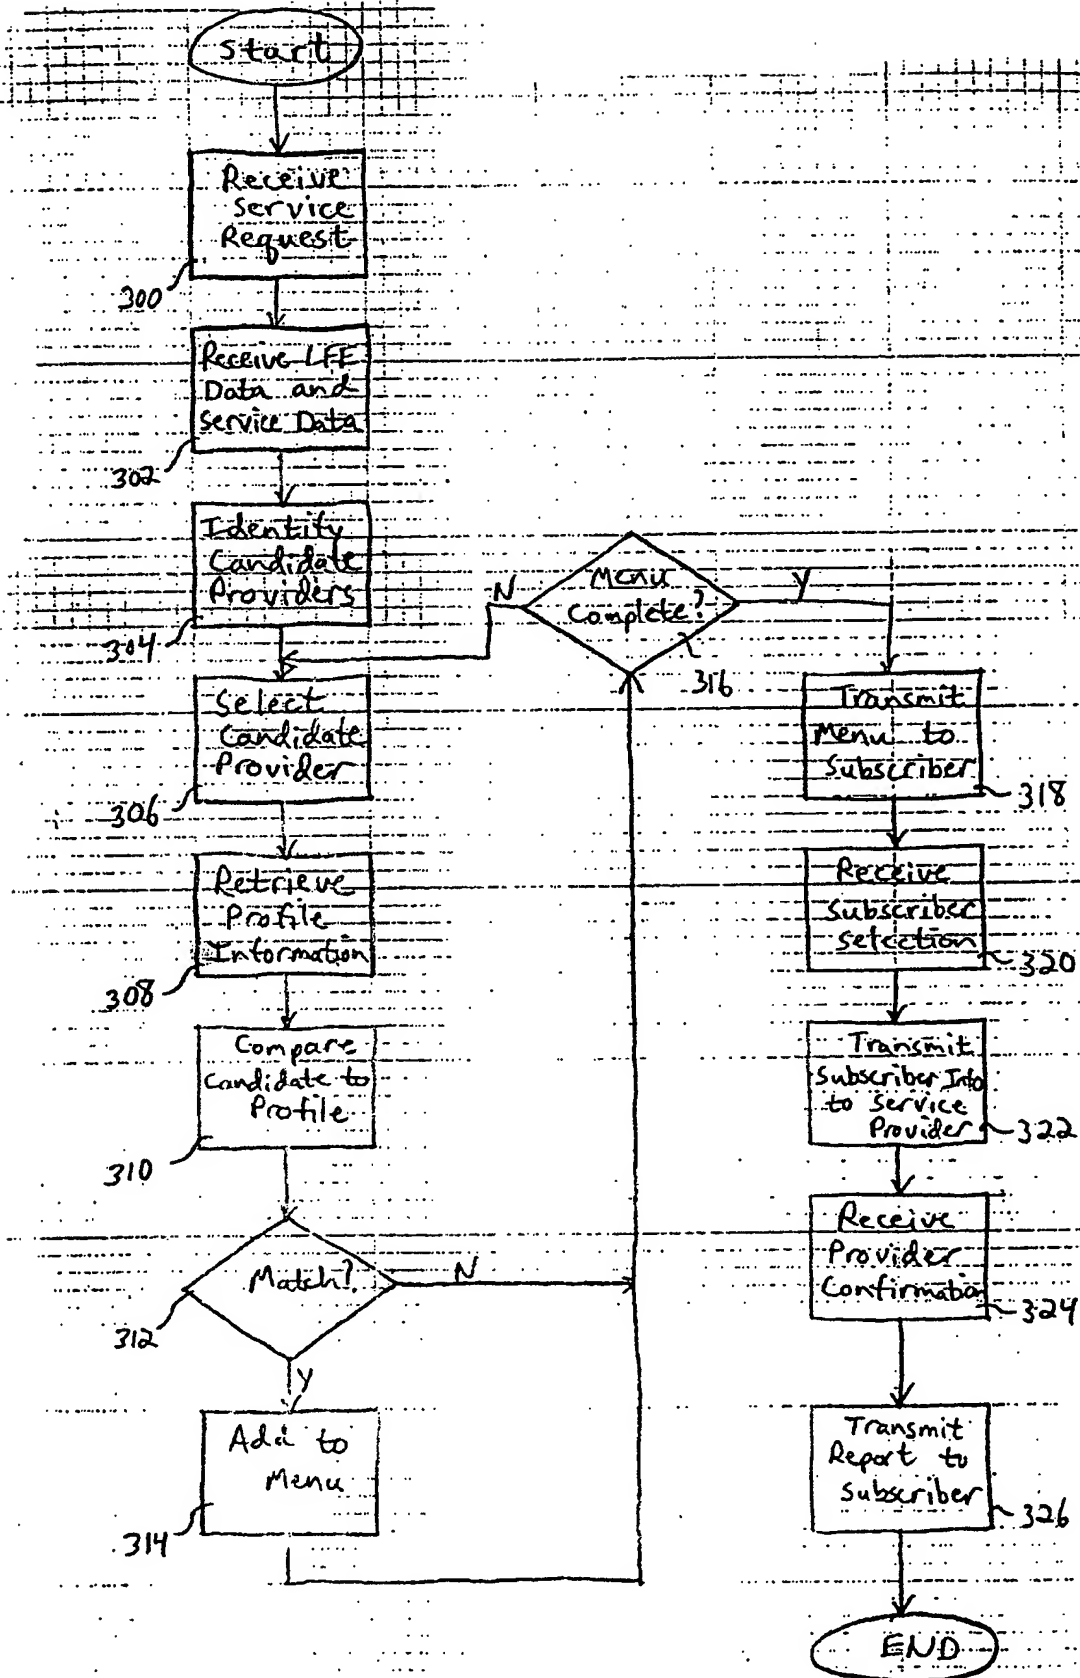 Start
Receive
Service
Request
300
Receive LFE
Data and
Service Data
302
Identity
Candidate
Providers
304
Select
Candidate
Provider
306
Retrieve
Profile
Information
308
Compare
Candidate to
Profile
310
Match?
N
312
Y
Add to
Menu
314
Menu
Complete?
N
Y
316
Transmit
Menu to
Subscriber
318
Receive
Subscriber
Selection
320
Transmit
Subscriber Info
to Service
Provider
322
Receive
Provider
Confirmation
324
Transmit
Report to
Subscriber
326
END